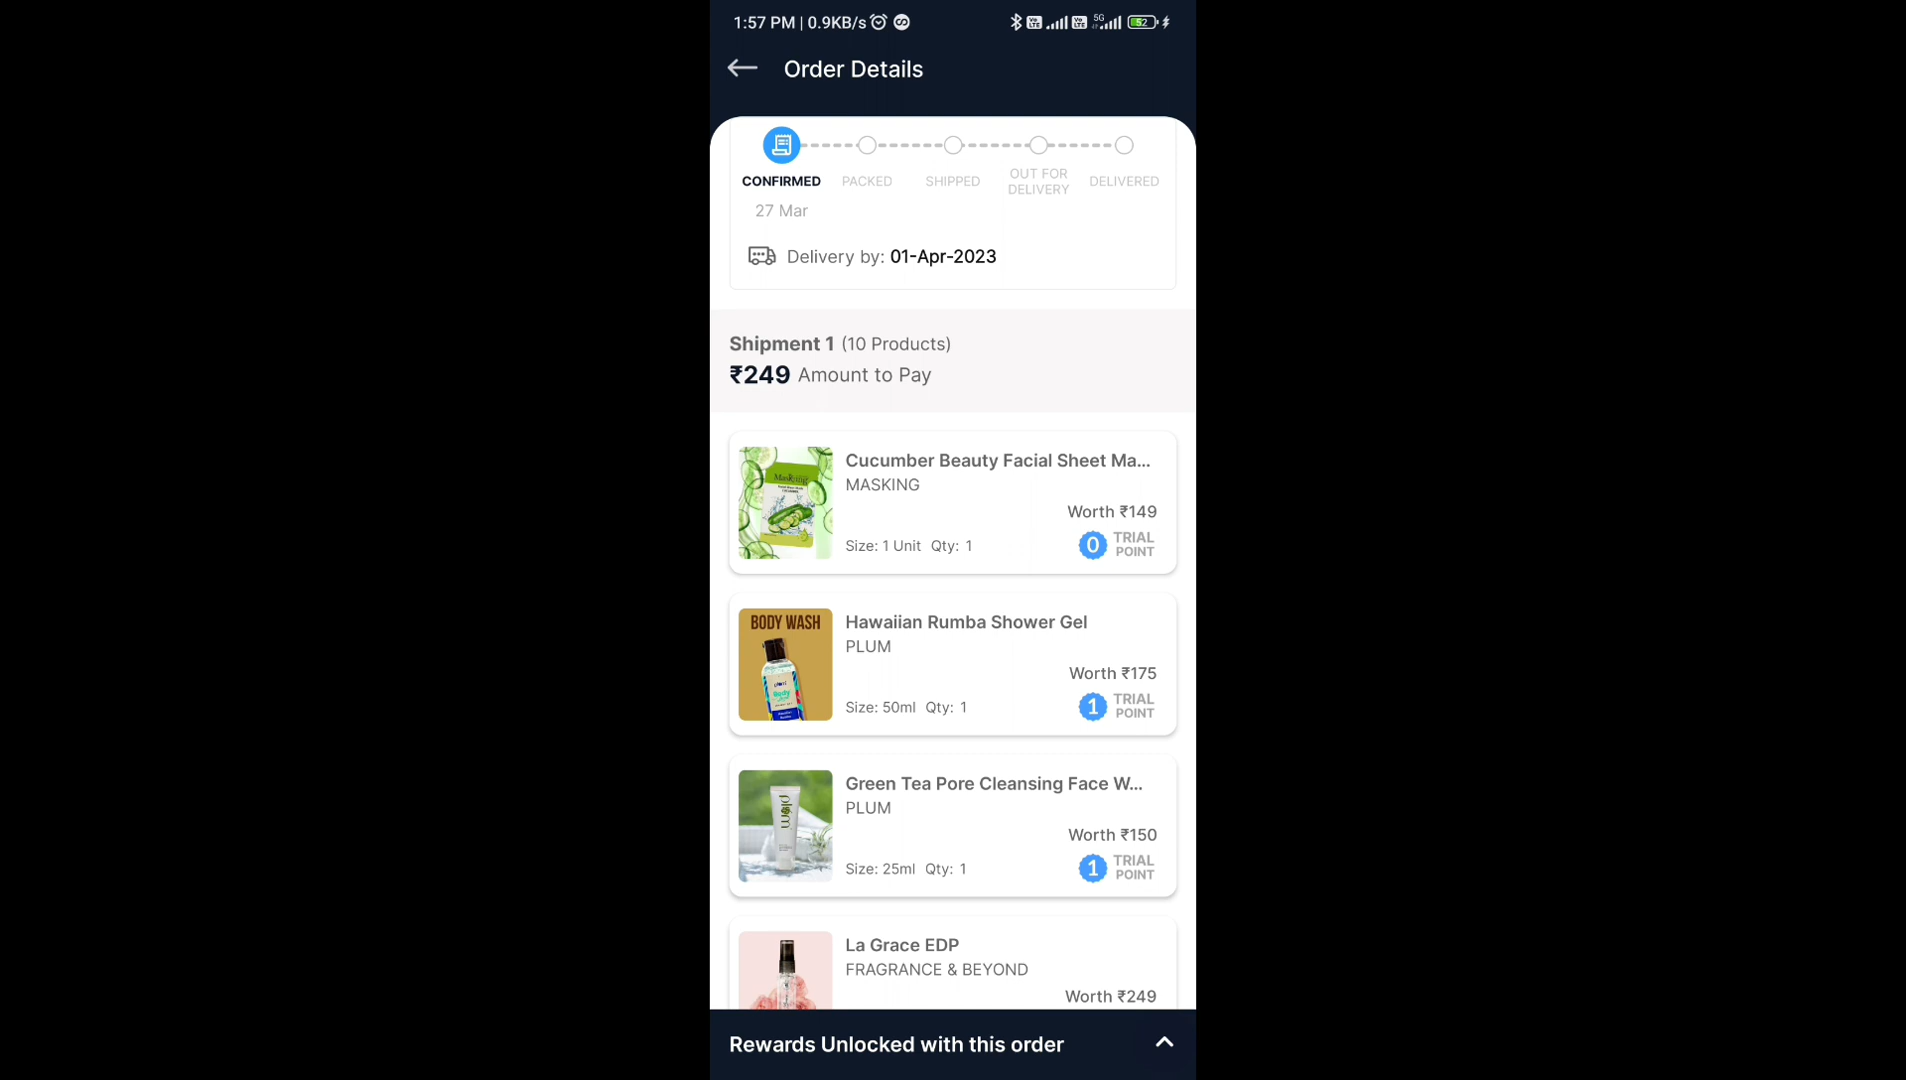 1:57 PM | 0.9KB/s
5G
52
Order Details
CONFIRMED
PACKED
SHIPPED
OUT FOR
DELIVERY
DELIVERED
27 Mar
Delivery by: 01-Apr-2023
Shipment 1 (10 Products)
₹249 Amount to Pay
Cucumber Beauty Facial Sheet Ma...
MASKING
Worth ₹149
Size: 1 Unit Qty: 1
0 TRIAL
POINT
BODY WASH
Hawaiian Rumba Shower Gel
PLUM
Worth ₹175
Size: 50ml Qty: 1
1 TRIAL
POINT
plum
Green Tea Pore Cleansing Face W...
PLUM
Worth ₹150
Size: 25ml Qty: 1
1 TRIAL
POINT
La Grace EDP
FRAGRANCE & BEYOND
Worth ₹249
Rewards Unlocked with this order